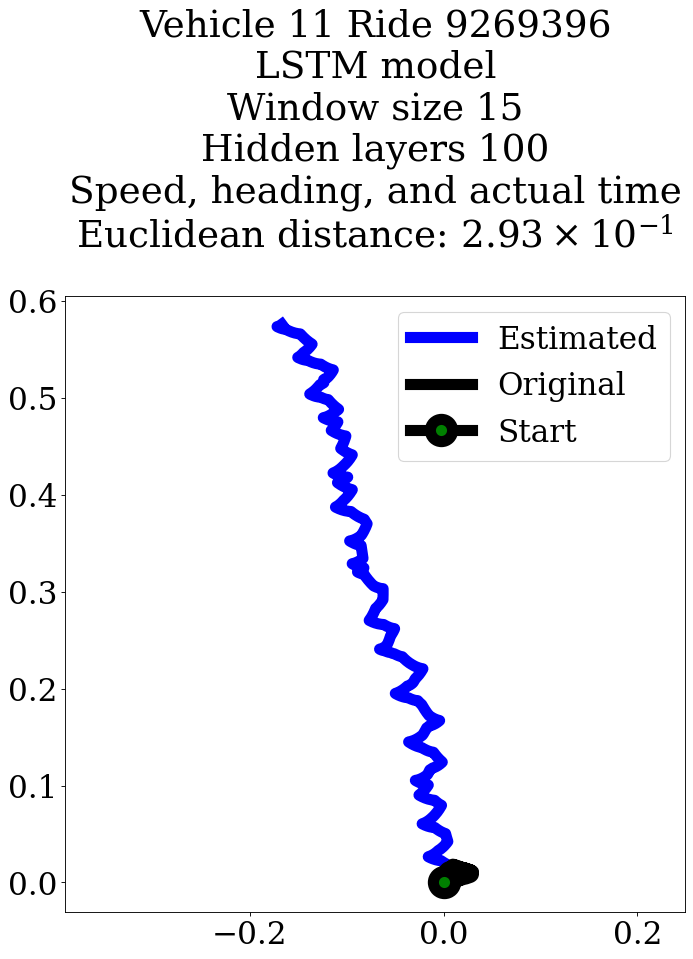 Vehicle 11 Ride 9269396
LSTM model
Window size 15
Hidden layers 100
Speed, heading, and actual time
Euclidean distance: 2.93 × 10⁻¹
0.6
0.5
0.4
0.3
0.2
0.1
0.0
Estimated
Original
Start
−0.2
0.0
0.2